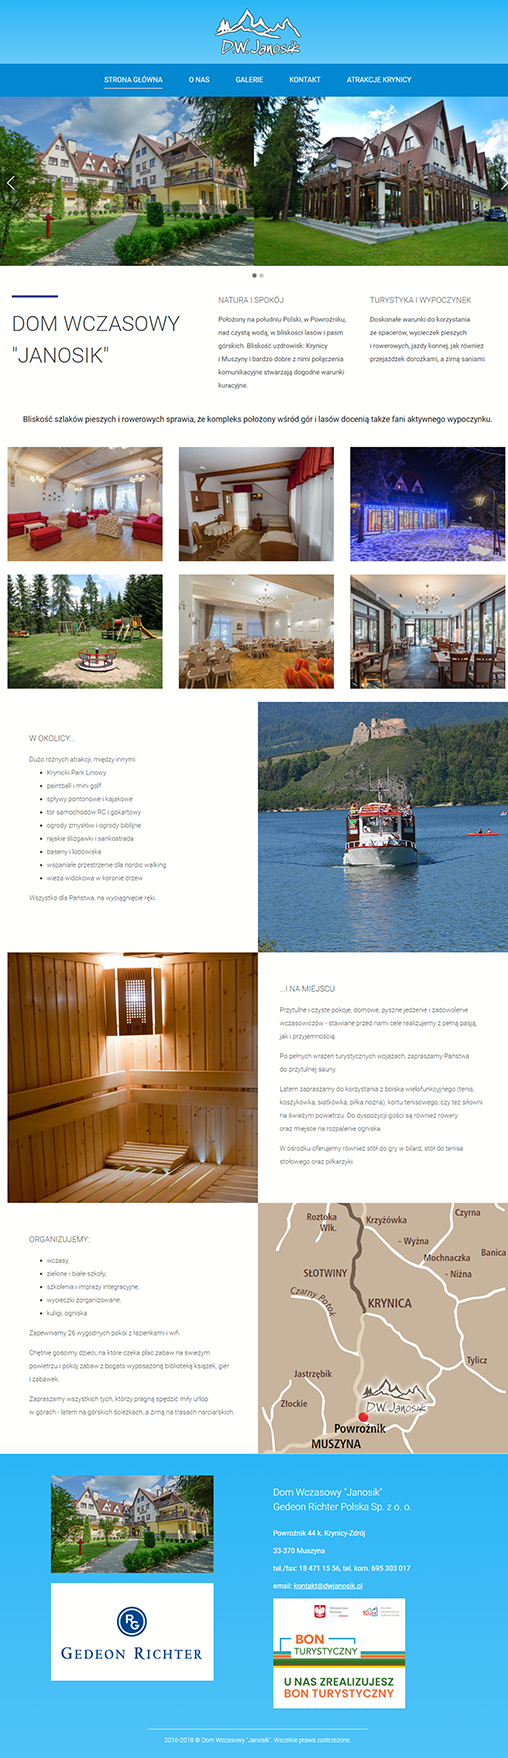 D.W. Janosik
STRONA GŁÓWNA
O NAS
GALERIE
KONTAKT
ATRAKCJE KRYNICY
DOM WCZASOWY
"JANOSIK"
NATURA I SPOKÓJ
Położony na południu Polski, w Powroźniku,
nad czystą wodą, w bliskości lasów i pasm
górskich. Bliskość uzdrowisk: Krynicy
i Muszyny i bardzo dobre z nimi połączenia
komunikacyjne stwarzają dogodne warunki
kuracyjne.
TURYSTYKA I WYPOCZYNEK
Doskonałe warunki do korzystania
ze spacerów, wycieczek pieszych
i rowerowych, jazdy konnej, jak również
przejażdżek dorożkami, a zimą saniami.
Bliskość szlaków pieszych i rowerowych sprawia, że kompleks położony wśród gór i lasów docenią także fani aktywnego wypoczynku.
W OKOLICY...
Dużo różnych atrakcji, między innymi:
Krynicki Park Linowy
paintball i mini golf
spływy pontonowe i kajakowe
tor samochodów RC i gokartowy
ogrody zmysłów i ogrody biblijne
rajskie ślizgawki i sankostrada
baseny i lodowiska
wspaniałe przestrzenie dla nordic walking
wieża widokowa w koronie drzew
Wszystko dla Państwa, na wyciągnięcie ręki.
...I NA MIEJSCU
Przytulne i czyste pokoje, domowe, pyszne jedzenie i zadowolenie
wczasowiczów - stawiane przed nami cele realizujemy z pełną pasją,
jak i przyjemnością.
Po pełnych wrażeń turystycznych wojażach, zapraszamy Państwa
do przytulnej sauny.
Latem zapraszamy do korzystania z boiska wielofunkcyjnego (tenis,
koszykówka, siatkówka, piłka nożna), kortu tenisowego, czy też siłowni
na świeżym powietrzu. Do dyspozycji gości są również rowery
oraz miejsce na rozpalenie ogniska.
W ośrodku oferujemy również stół do gry w bilard, stół do tenisa
stołowego oraz piłkarzyki.
ORGANIZUJEMY:
wczasy,
zielone i białe szkoły,
szkolenia i imprezy integracyjne,
wycieczki zorganizowane,
kuligi, ogniska
Zapewniamy 26 wygodnych pokoi z łazienkami i wifi.
Chętnie gościmy dzieci, na które czeka plac zabaw na świeżym
powietrzu i pokój zabaw z bogato wyposażoną biblioteką książek, gier
i zabawek.
Zapraszamy wszystkich tych, którzy pragną spędzić miły urlop
w górach - latem na górskich ścieżkach, a zimą na trasach narciarskich.
Roztoka
Wlk.
Krzyżówka
Czyrna
- Wyżna
Banica
Mochnaczka
- Niżna
SŁOTWINY
Czarny Potok
KRYNICA
Tylicz
Jastrzębik
Złockie
D.W. Janosik
Powroźnik
MUSZYNA
Dom Wczasowy "Janosik"
Gedeon Richter Polska Sp. z o. o.
Powroźnik 44 k. Krynicy-Zdrój
33-370 Muszyna
tel./fax: 18 471 15 56, tel. kom. 695 303 017
email: kontakt@dwjanosik.pl
RG
GEDEON RICHTER
BON
TURYSTYCZNY
U NAS ZREALIZUJESZ
BON TURYSTYCZNY
2016-2018 © Dom Wczasowy "Janosik". Wszelkie prawa zastrzeżone.